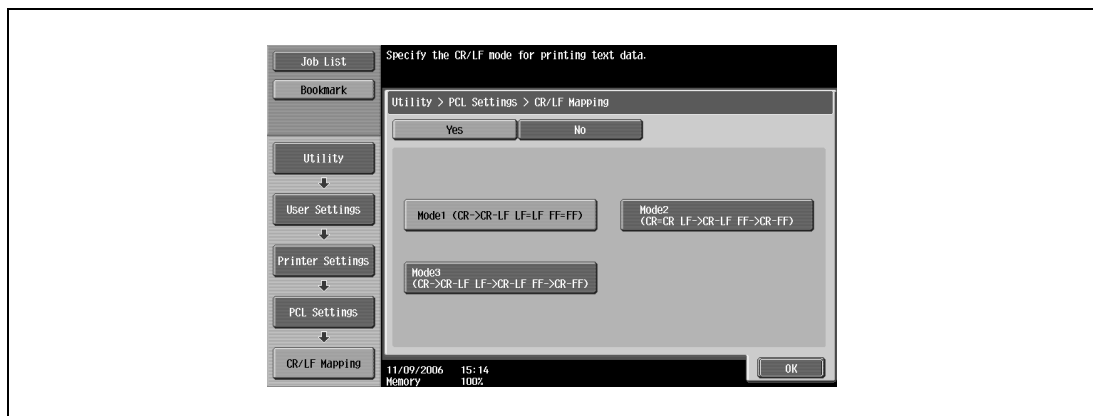 Job List
Bookmark
Utility
User Settings
Printer Settings
PCL Settings
CR/LF Mapping
Specify the CR/LF mode for printing text data.
Utility > PCL Settings > CR/LF Mapping
Yes No
Mode1 (CR->CR-LF LF=LF FF=FF)
Mode2
(CR=CR LF->CR-LF FF->CR-FF)
Mode3
(CR->CR-LF LF->CR-LF FF->CR-FF)
11/09/2006 15:14
Memory 100%
OK